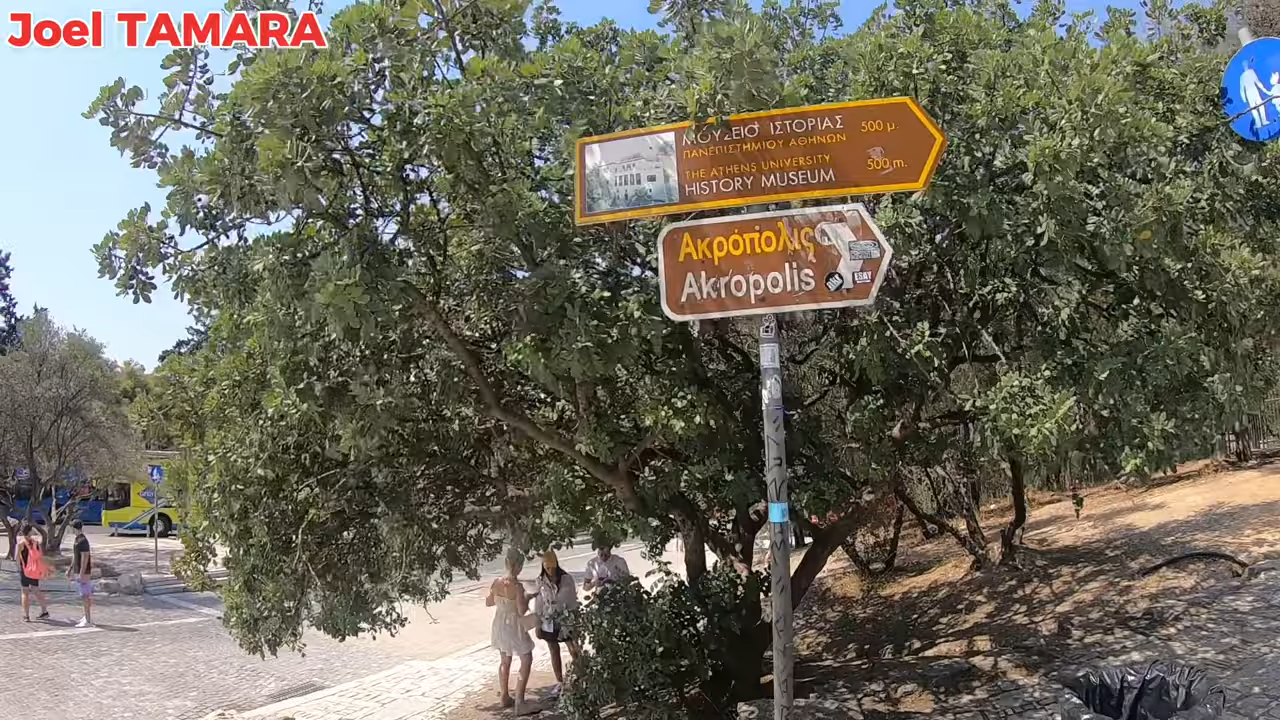 Joel TAMARA
ΜΟΥΣΕΙΟ ΙΣΤΟΡΙΑΣ
ΠΑΝΕΠΙΣΤΗΜΙΟΥ ΑΘΗΝΩΝ
500 μ.
THE ATHENS UNIVERSITY
HISTORY MUSEUM
500 m.
Ακρόπολις
Akropolis